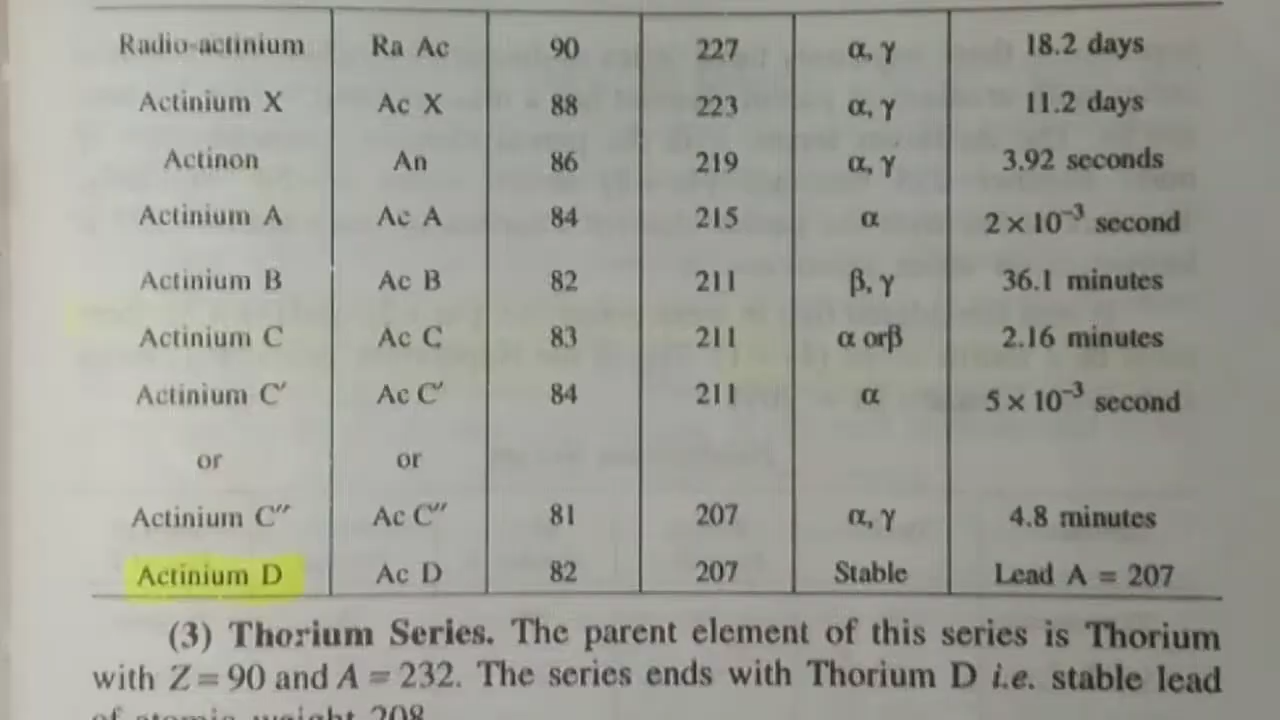 Radio-actinium Ra Ac 90 227 α, γ 18.2 days
Actinium X Ac X 88 223 α, γ 11.2 days
Actinon An 86 219 α, γ 3.92 seconds
Actinium A Ac A 84 215 α 2 × 10⁻³ second
Actinium B Ac B 82 211 β, γ 36.1 minutes
Actinium C Ac C 83 211 α orβ 2.16 minutes
Actinium C′ Ac C′ 84 211 α 5 × 10⁻³ second
or or
Actinium C″ Ac C″ 81 207 α, γ 4.8 minutes
Actinium D Ac D 82 207 Stable Lead A = 207
(3) Thorium Series. The parent element of this series is Thorium
with Z = 90 and A = 232. The series ends with Thorium D i.e. stable lead
of atomic weight 208